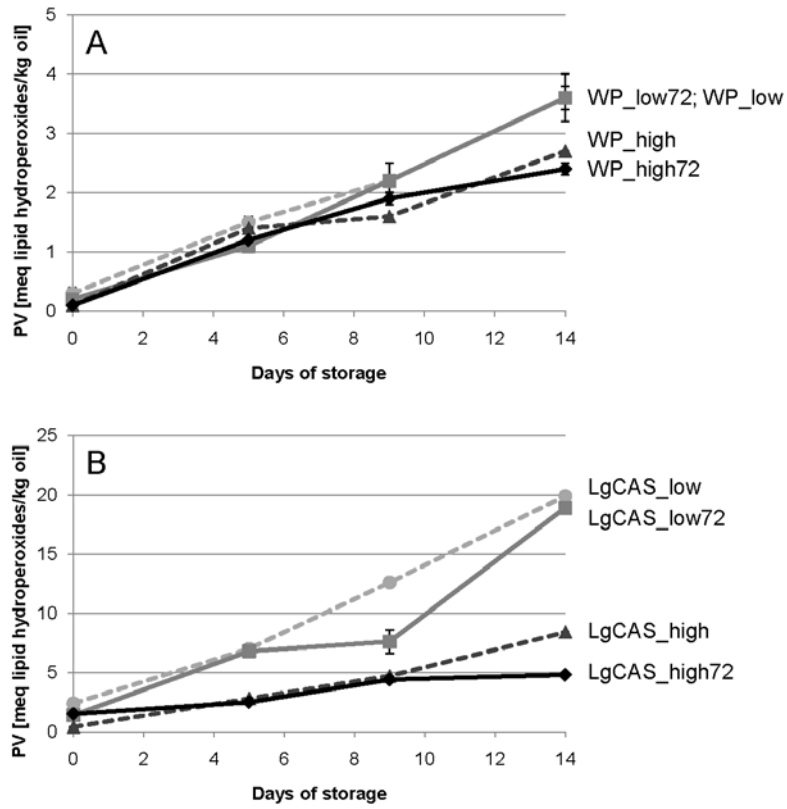 A
PV [meq lipid hydroperoxides/kg oil]
5
4
3
2
1
0
0 2 4 6 8 10 12 14
Days of storage
WP_low72; WP_low
WP_high
WP_high72
B
PV [meq lipid hydroperoxides/kg oil]
25
20
15
10
5
0
0 2 4 6 8 10 12 14
Days of storage
LgCAS_low
LgCAS_low72
LgCAS_high
LgCAS_high72